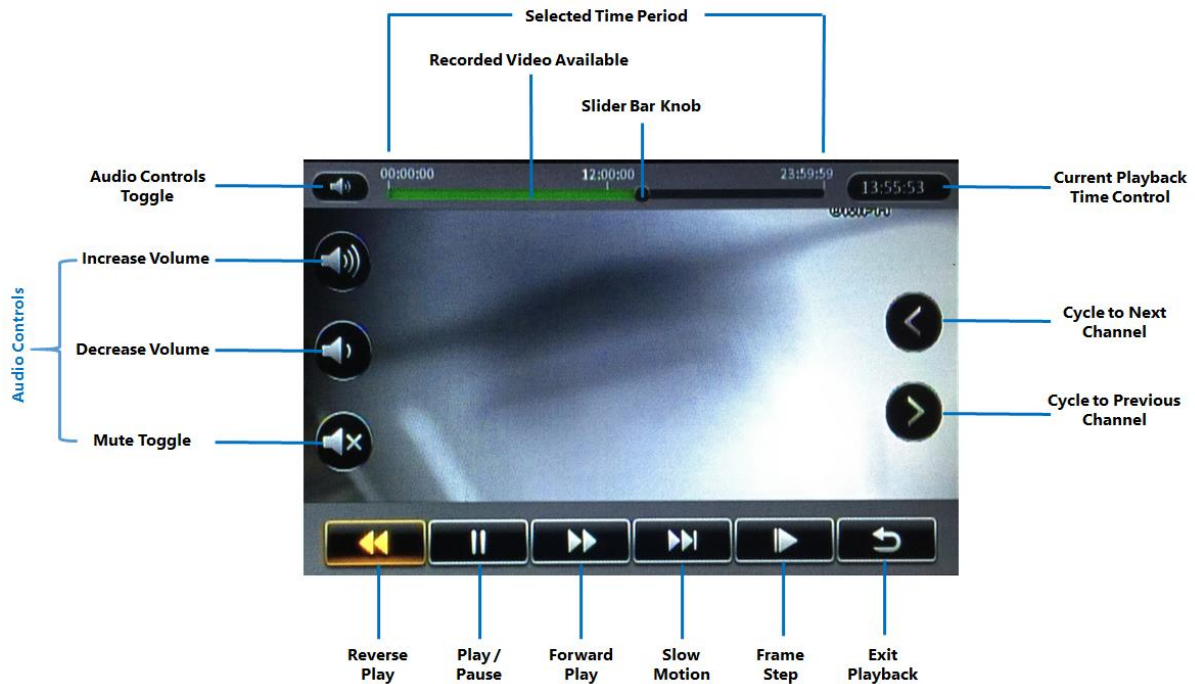 Selected Time Period
Recorded Video Available
Slider Bar Knob
Audio Controls
Toggle
00:00:00
12:00:00
23:59:59
13:55:53
Current Playback
Time Control
Increase Volume
Audio Controls
Decrease Volume
Mute Toggle
Cycle to Next
Channel
Cycle to Previous
Channel
Reverse
Play
Play /
Pause
Forward
Play
Slow
Motion
Frame
Step
Exit
Playback